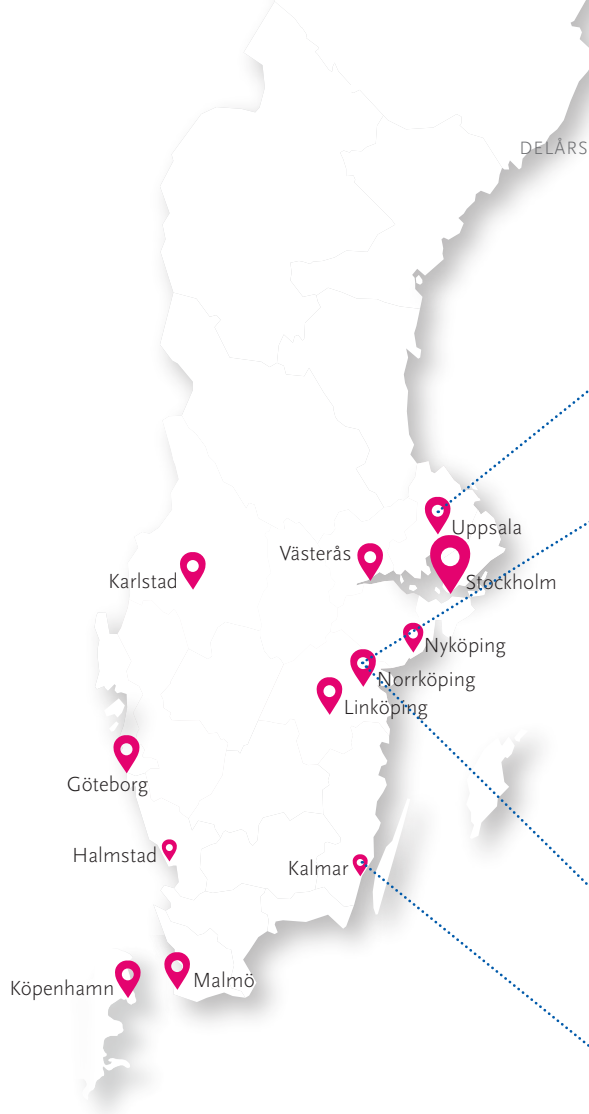 DELÅRS
Uppsala
Västerås
Stockholm
Karlstad
Nyköping
Norrköping
Linköping
Göteborg
Halmstad
Kalmar
Malmö
Köpenhamn